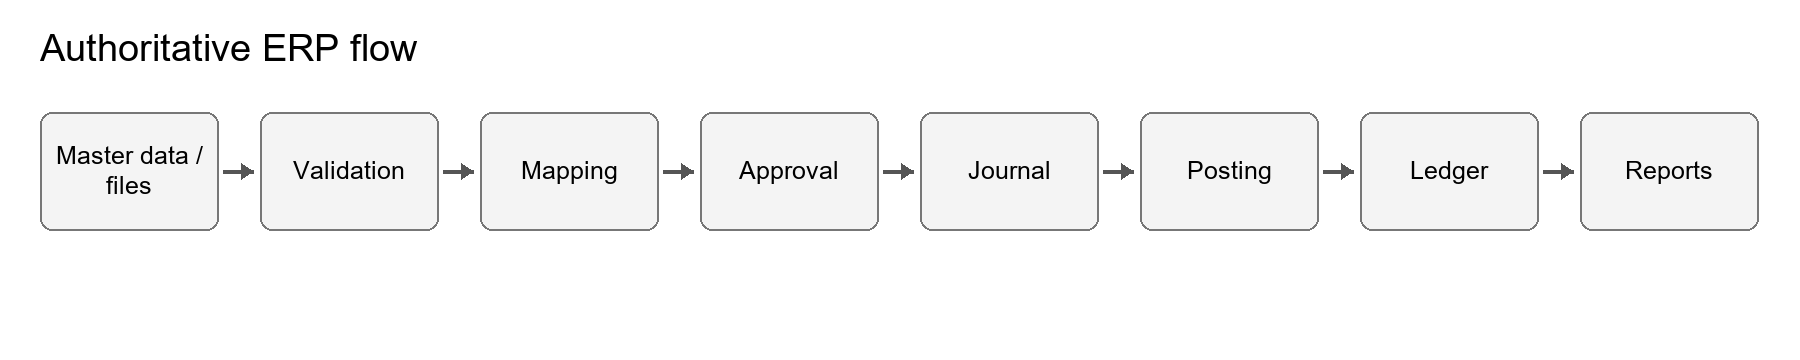 Authoritative ERP flow
Master data /
files
Validation
Mapping
Approval
Journal
Posting
Ledger
Reports